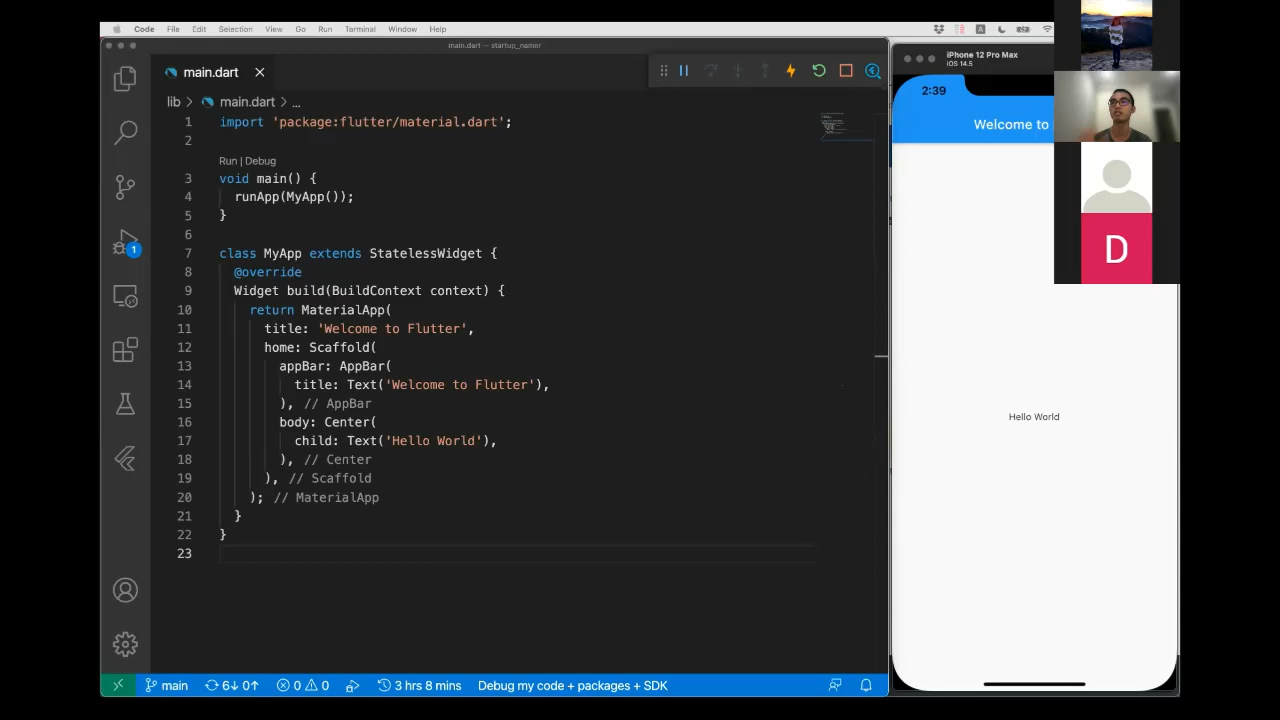 Code File Edit Selection View Go Run Terminal Window Help
main.dart — startup_namer
main.dart
lib > main.dart > ...
1 import 'package:flutter/material.dart';
2
Run | Debug
3 void main() {
4 runApp(MyApp());
5 }
6
7 class MyApp extends StatelessWidget {
8 @override
9 Widget build(BuildContext context) {
10 return MaterialApp(
11 title: 'Welcome to Flutter',
12 home: Scaffold(
13 appBar: AppBar(
14 title: Text('Welcome to Flutter'),
15 ), // AppBar
16 body: Center(
17 child: Text('Hello World'),
18 ), // Center
19 ), // Scaffold
20 ); // MaterialApp
21 }
22 }
23
1
main 6↓ 0↑ 0 0 3 hrs 8 mins Debug my code + packages + SDK
iPhone 12 Pro Max
iOS 14.5
2:39
Welcome to
Hello World
D